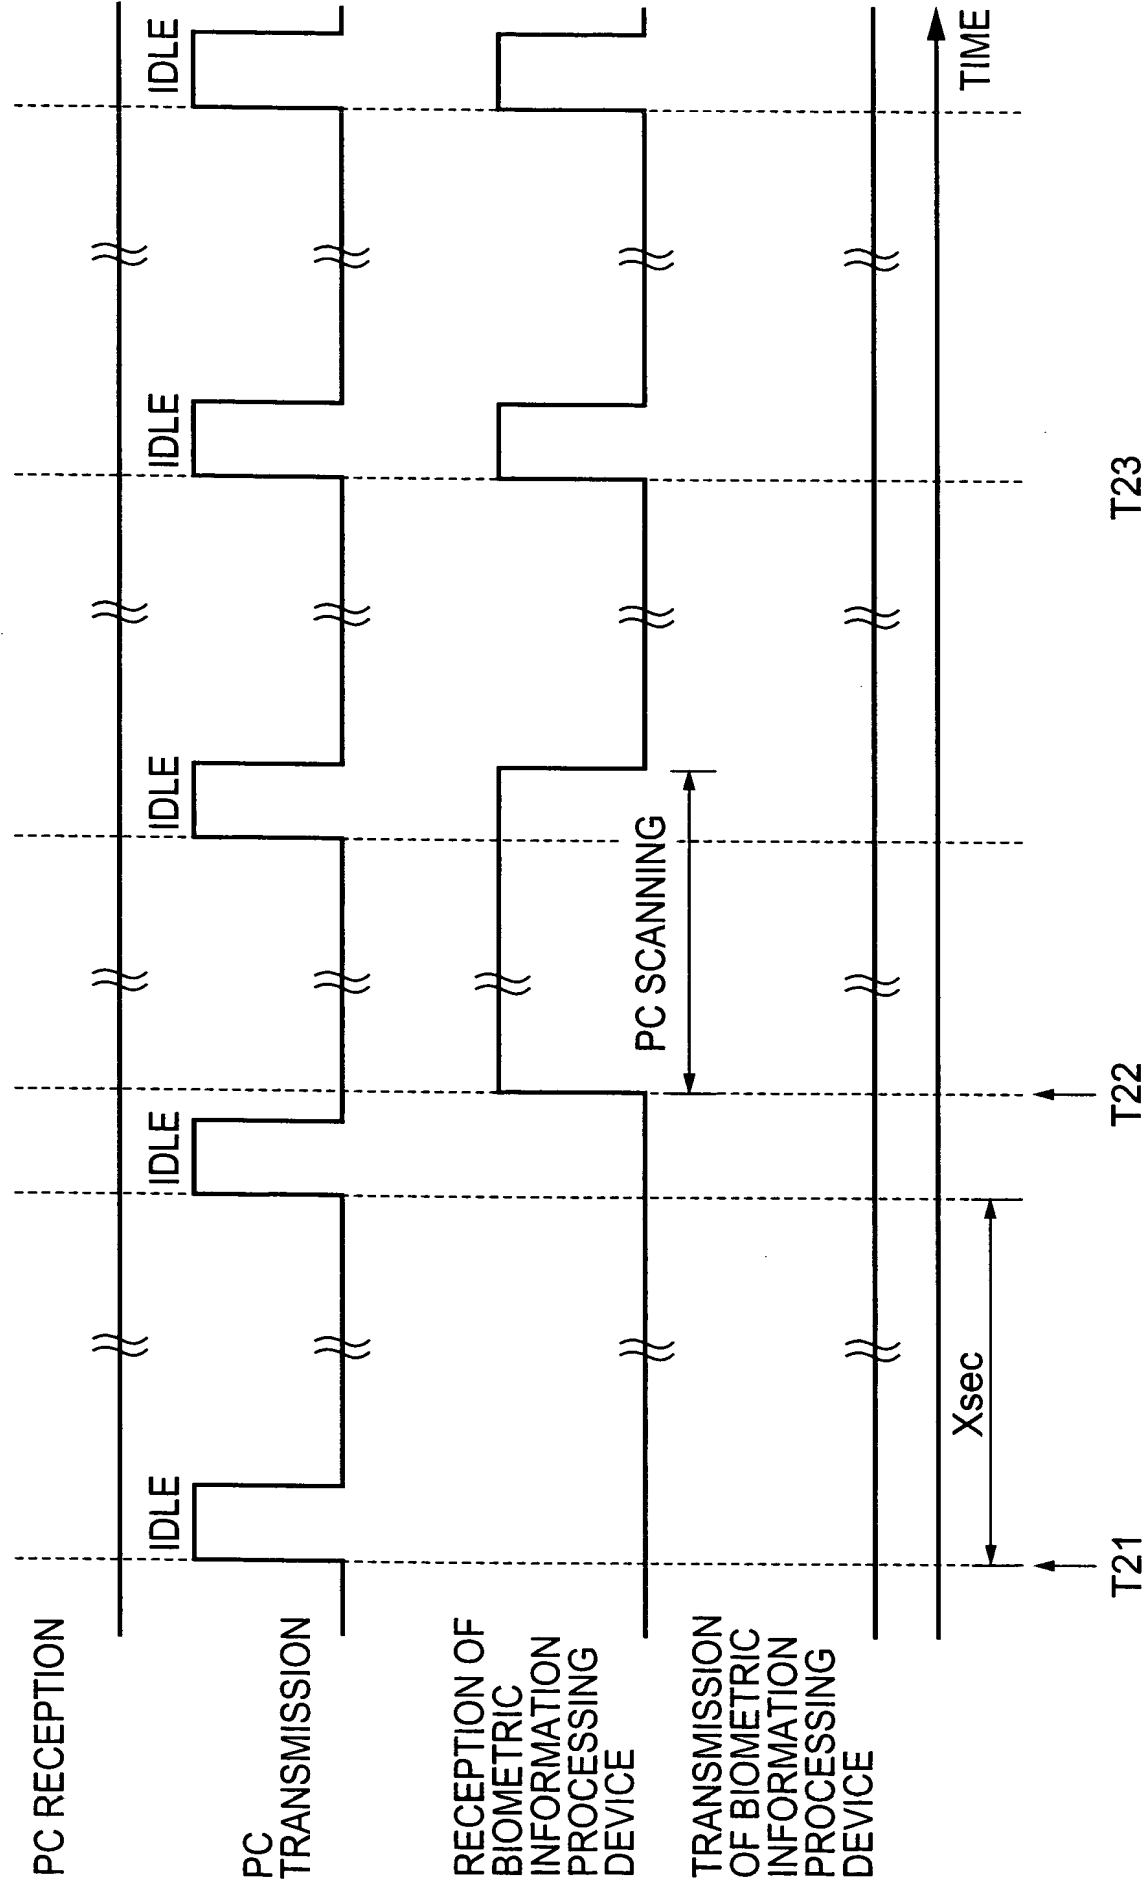 PC RECEPTION
PC
TRANSMISSION
IDLE
IDLE
IDLE
IDLE
IDLE
RECEPTION OF
BIOMETRIC
INFORMATION
PROCESSING
DEVICE
PC SCANNING
TRANSMISSION
OF BIOMETRIC
INFORMATION
PROCESSING
DEVICE
TIME
Xsec
T21
T22
T23